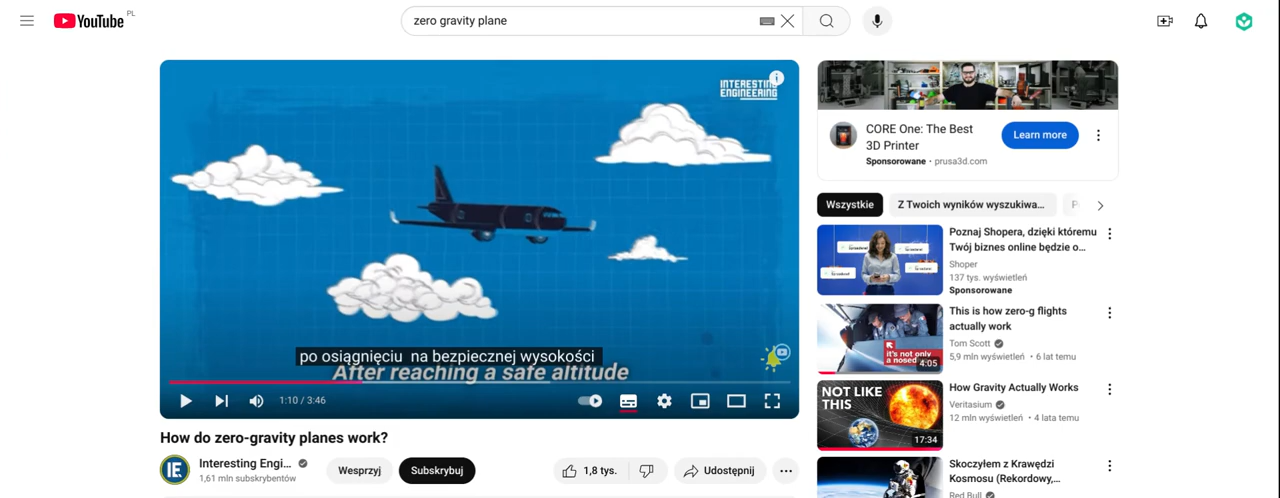 YouTube PL
zero gravity plane
INTERESTING
ENGINEERING
po osiągnięciu na bezpiecznej wysokości
After reaching a safe altitude
1:10 / 3:46
How do zero-gravity planes work?
IE
Interesting Engi...
1,61 mln subskrybentów
Wesprzyj
Subskrybuj
1,8 tys.
Udostępnij
CORE One: The Best
3D Printer
Sponsorowane • prusa3d.com
Learn more
Wszystkie
Z Twoich wyników wyszukiwa...
Poznaj Shopera, dzięki któremu
Twój biznes online będzie o...
Shoper
137 tys. wyświetleń
Sponsorowane
it's not only
4:05
This is how zero-g flights
actually work
Tom Scott
5,9 mln wyświetleń • 6 lat temu
NOT LIKE
THIS
17:34
How Gravity Actually Works
Veritasium
12 mln wyświetleń • 4 lata temu
Skoczyłem z Krawędzi
Kosmosu (Rekordowy,...
Red Bull